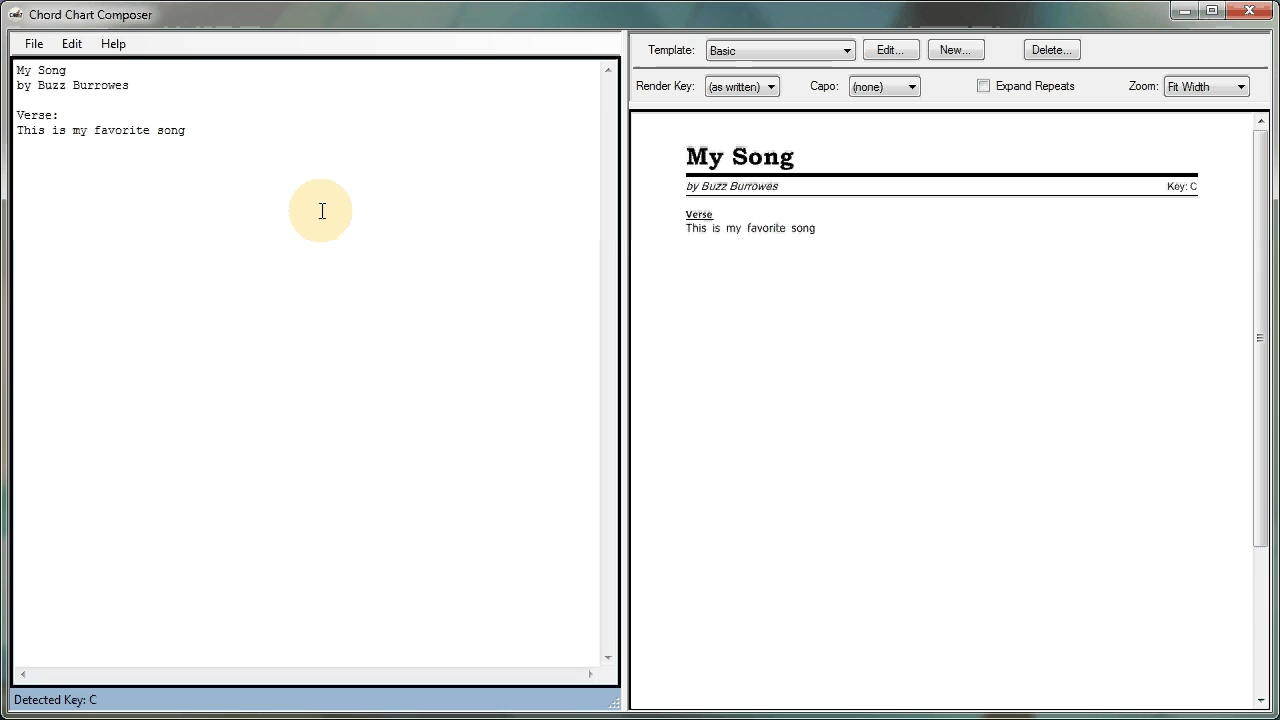 Chord Chart Composer
File Edit Help
My Song
by Buzz Burrowes
Verse:
This is my favorite song
Detected Key: C
Template: Basic Edit... New... Delete...
Render Key: (as written) Capo: (none) Expand Repeats Zoom: Fit Width
My Song
by Buzz Burrowes Key: C
Verse
This is my favorite song